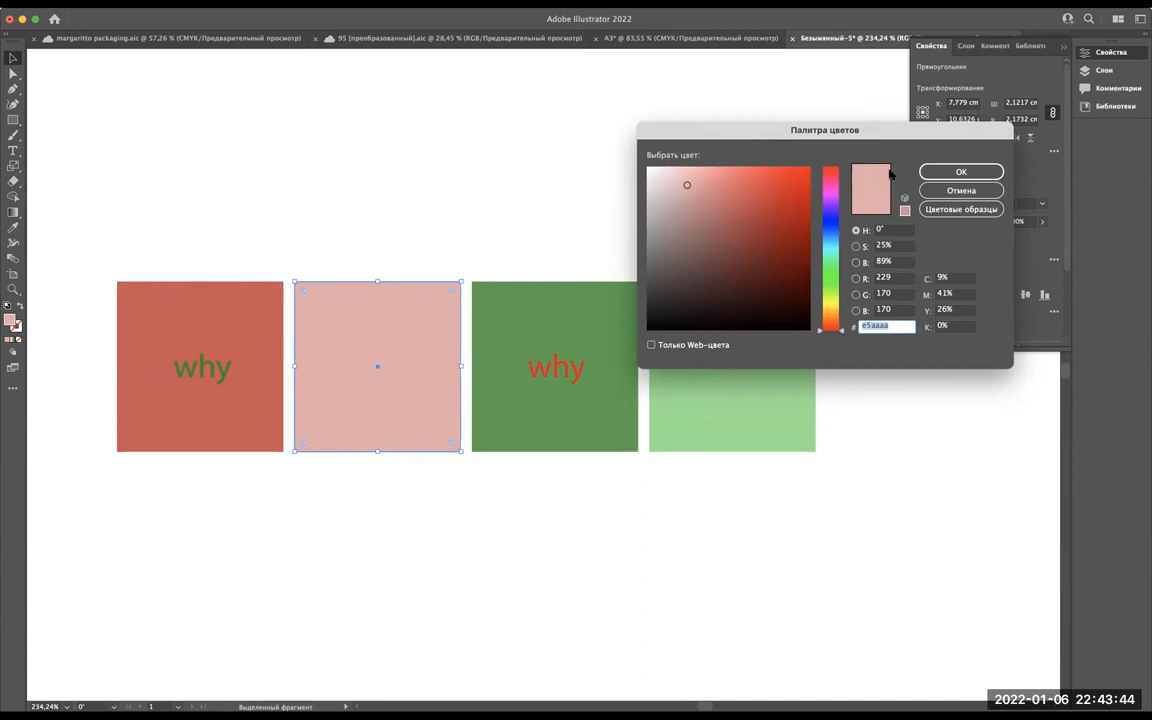 Adobe Illustrator 2022
margaritto packaging.aic @ 57,26 % (CMYK/Предварительный просмотр)
95 [преобразованный].aic @ 28,45 % (RGB/Предварительный просмотр)
A3* @ 83,55 % (CMYK/Предварительный просмотр)
Безымянный-5* @ 234,24 % (RG
Свойства
Слои
Коммент
Библиот
Свойства
Слои
Комментарии
Библиотеки
Прямоугольник
Трансформирование
X: 7,779 cm
Ш: 2,1217 cm
10,6326 (
2,1732 cm
Палитра цветов
Выбрать цвет:
OK
Отмена
Цветовые образцы
H: 0°
S: 25%
B: 89%
R: 229
C: 9%
G: 170
M: 41%
B: 170
Y: 26%
# e5aaaa
K: 0%
Только Web-цвета
why
why
234,24%
0°
1
Выделенный фрагмент
2022-01-06 22:43:44